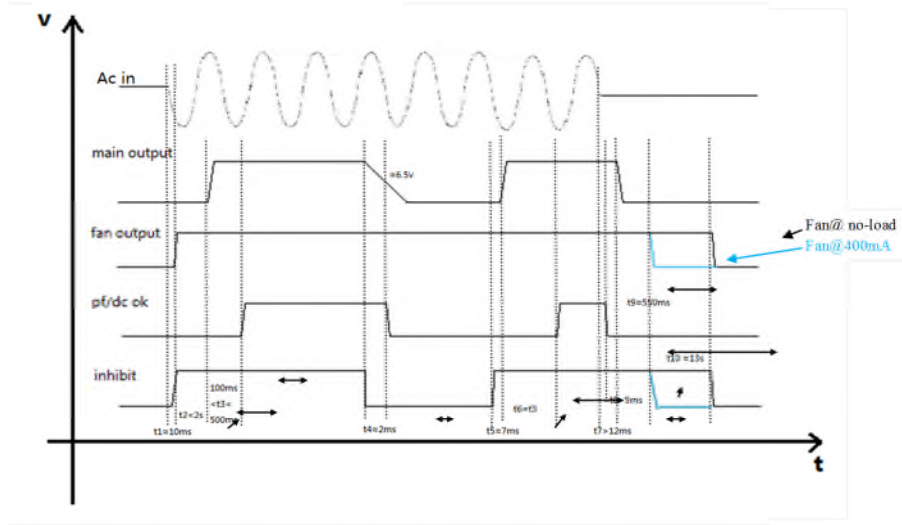 V
Ac in
main output
≈6.5v
fan output
Fan@ no-load
Fan@400mA
pf/dc ok
t9=550ms
t10 =13s
inhibit
100ms
<t3<
500ms
t2<2s
t6=t3
5ms
t1=10ms
t4=2ms
t5=7ms
t7>12ms
t